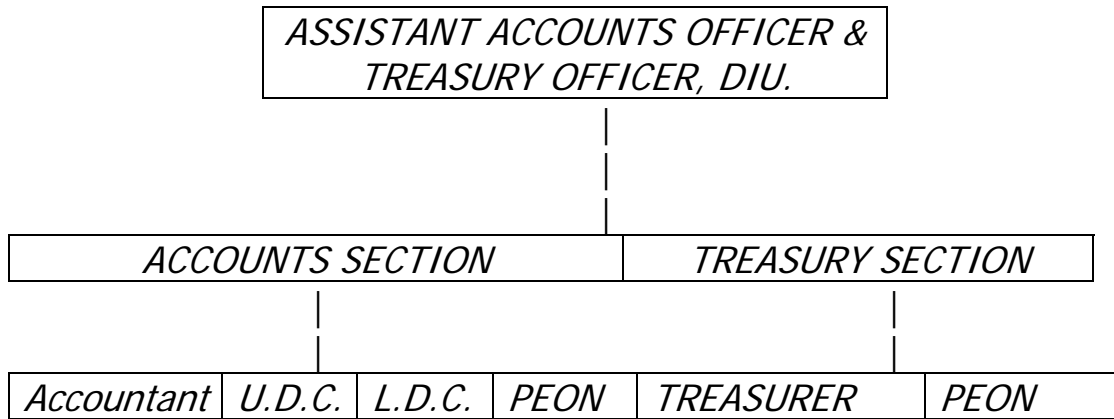 ASSISTANT ACCOUNTS OFFICER &
TREASURY OFFICER, DIU.
ACCOUNTS SECTION TREASURY SECTION
Accountant U.D.C. L.D.C. PEON TREASURER PEON